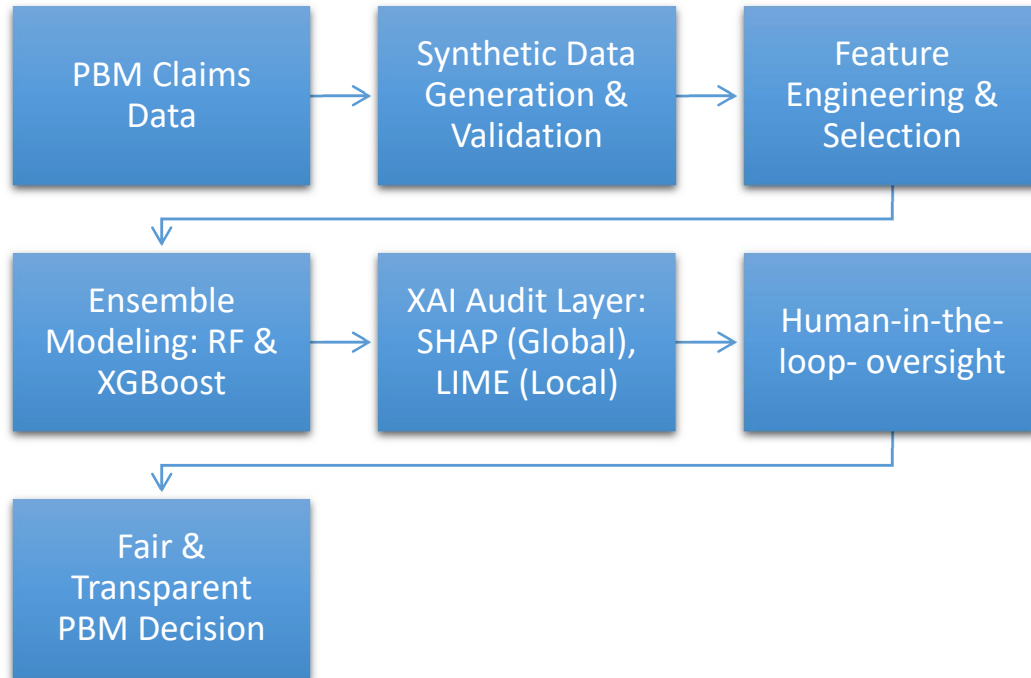 PBM Claims
Data
Synthetic Data
Generation &
Validation
Feature
Engineering &
Selection
Ensemble
Modeling: RF &
XGBoost
XAI Audit Layer:
SHAP (Global),
LIME (Local)
Human-in-the-
loop- oversight
Fair &
Transparent
PBM Decision